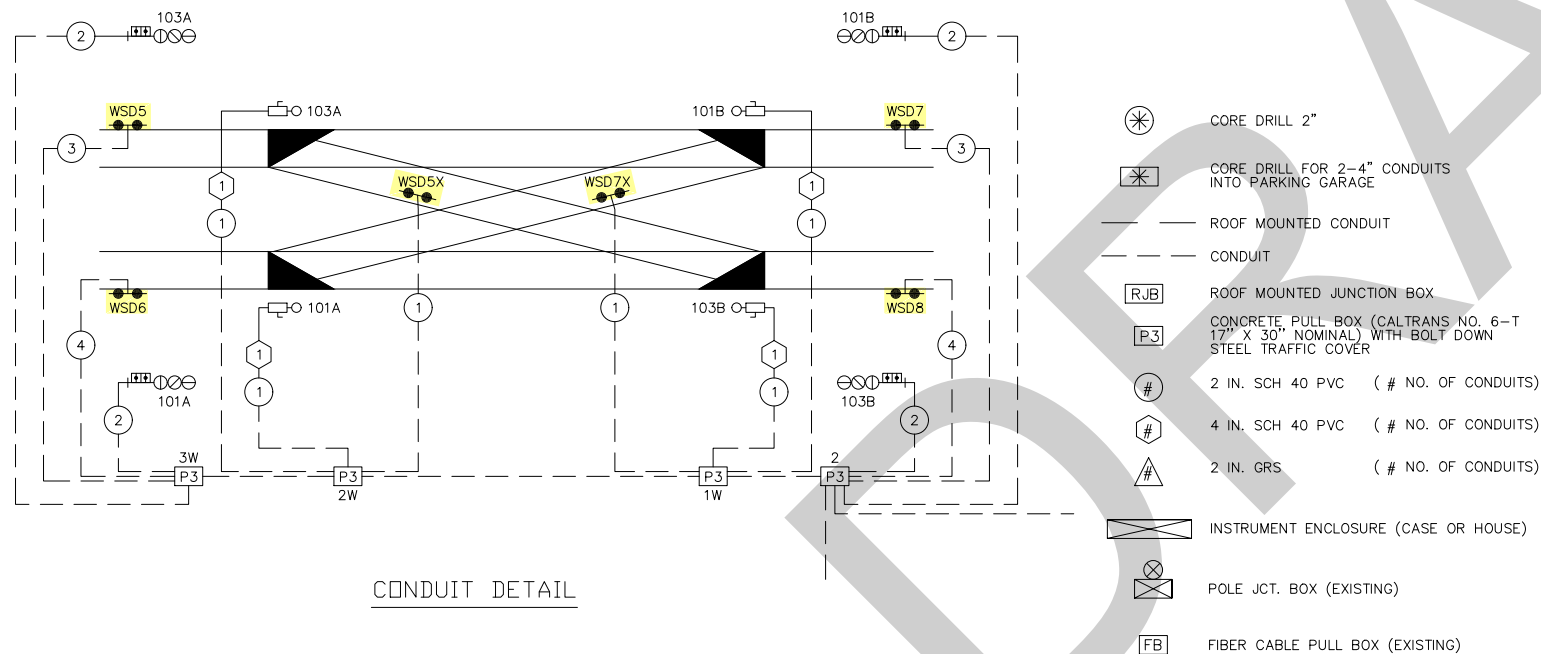 103A
101B
2
2
WSD5
103A
101B
WSD7
3
3
WSD5X
WSD7X
1
1
1
1
WSD6
101A
103B
WSD8
1
1
4
4
1
1
101A
103B
2
1
1
2
3W
2
P3
P3
P3
P3
2W
1W
CONDUIT DETAIL
CORE DRILL 2"
CORE DRILL FOR 2-4" CONDUITS
INTO PARKING GARAGE
ROOF MOUNTED CONDUIT
CONDUIT
RJB ROOF MOUNTED JUNCTION BOX
P3 CONCRETE PULL BOX (CALTRANS NO. 6-T
17" X 30" NOMINAL) WITH BOLT DOWN
STEEL TRAFFIC COVER
# 2 IN. SCH 40 PVC ( # NO. OF CONDUITS)
# 4 IN. SCH 40 PVC ( # NO. OF CONDUITS)
# 2 IN. GRS ( # NO. OF CONDUITS)
INSTRUMENT ENCLOSURE (CASE OR HOUSE)
POLE JCT. BOX (EXISTING)
FB FIBER CABLE PULL BOX (EXISTING)
DRA